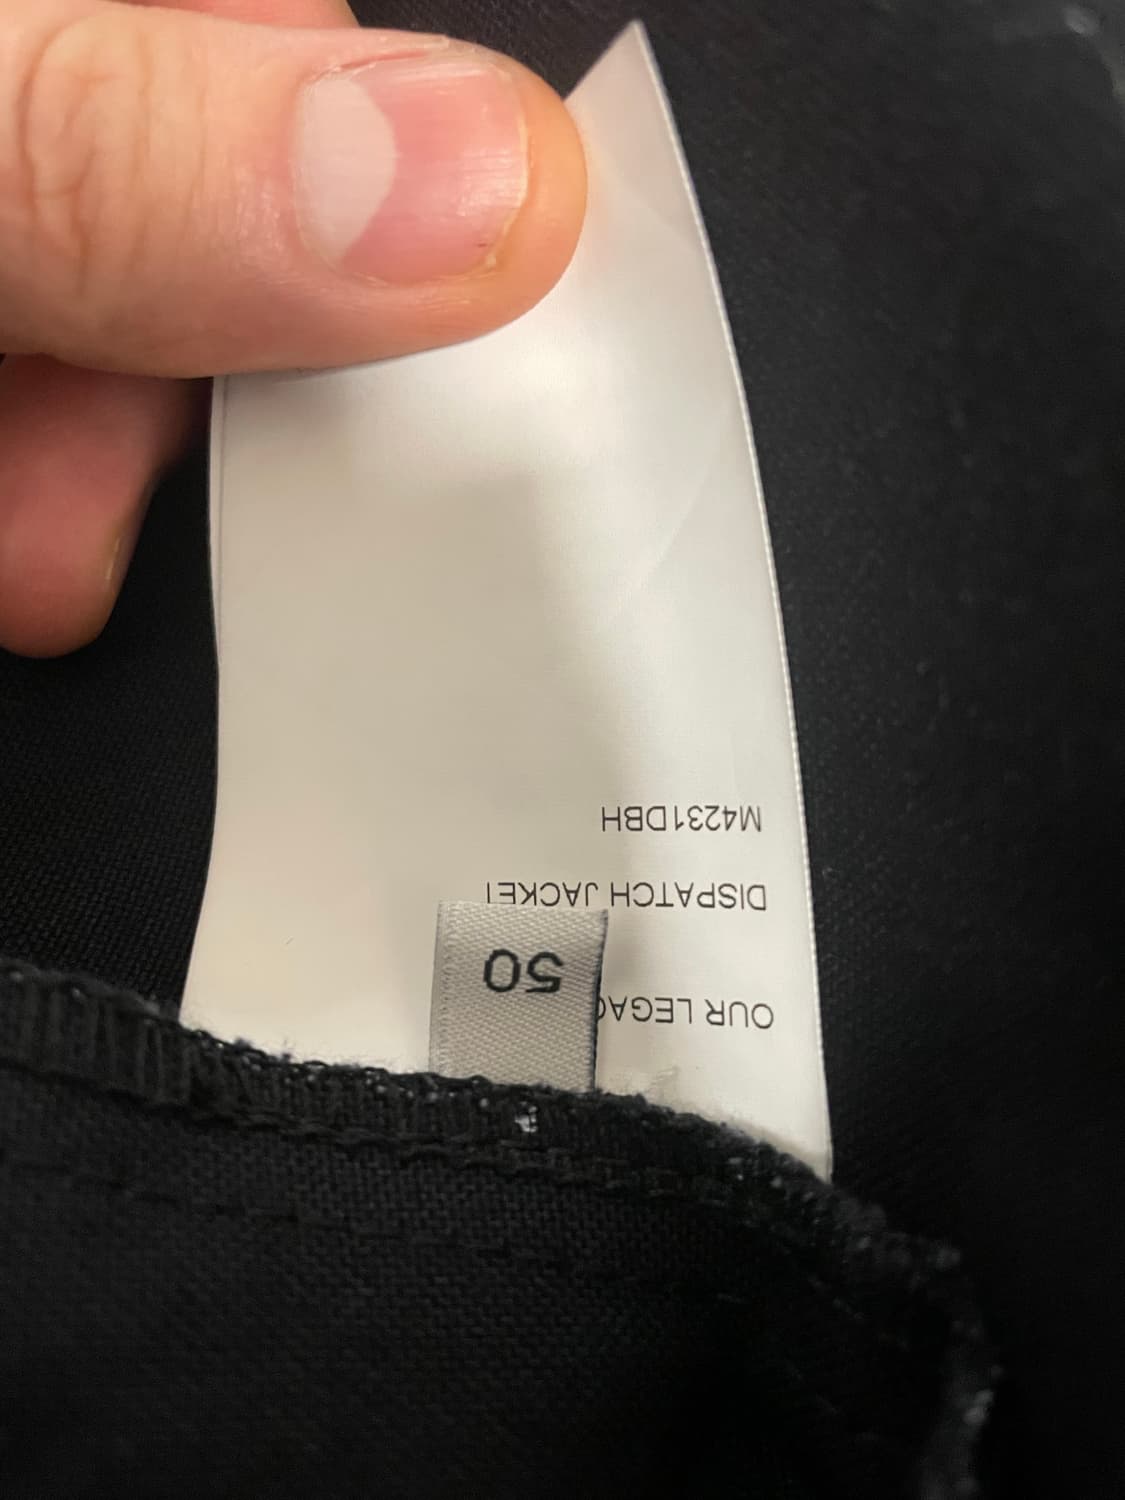 OUR LEGAC
50
DISPATCH JACKET
M4231DBH